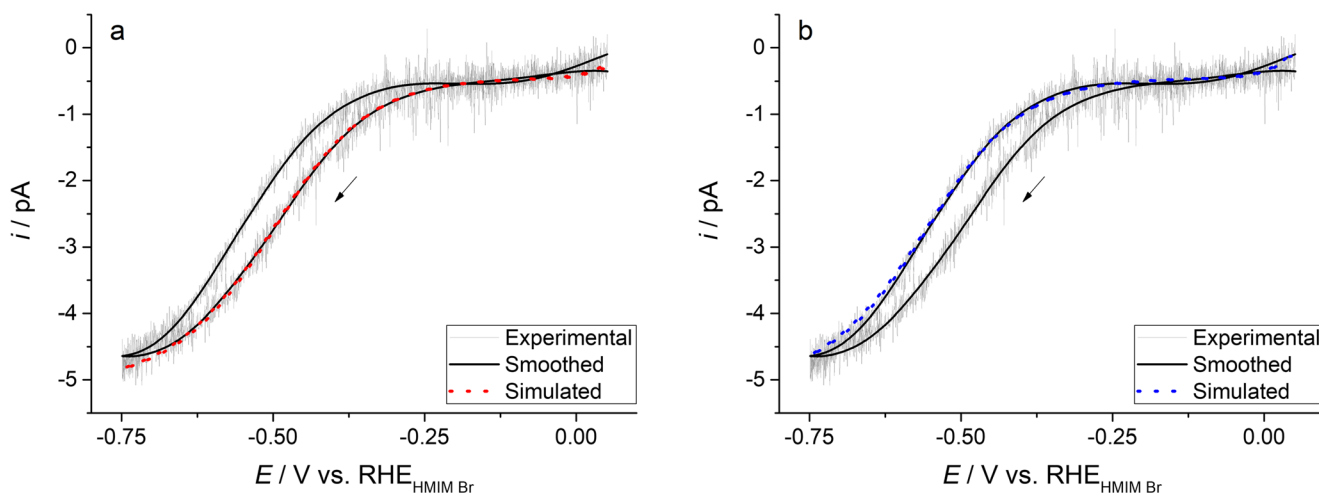 a
0
-1
-2
-3
-4
-5
i / pA
Experimental
Smoothed
Simulated
-0.75
-0.50
-0.25
0.00
E / V vs. RHE_HMIM Br
b
0
-1
-2
-3
-4
-5
i / pA
Experimental
Smoothed
Simulated
-0.75
-0.50
-0.25
0.00
E / V vs. RHE_HMIM Br